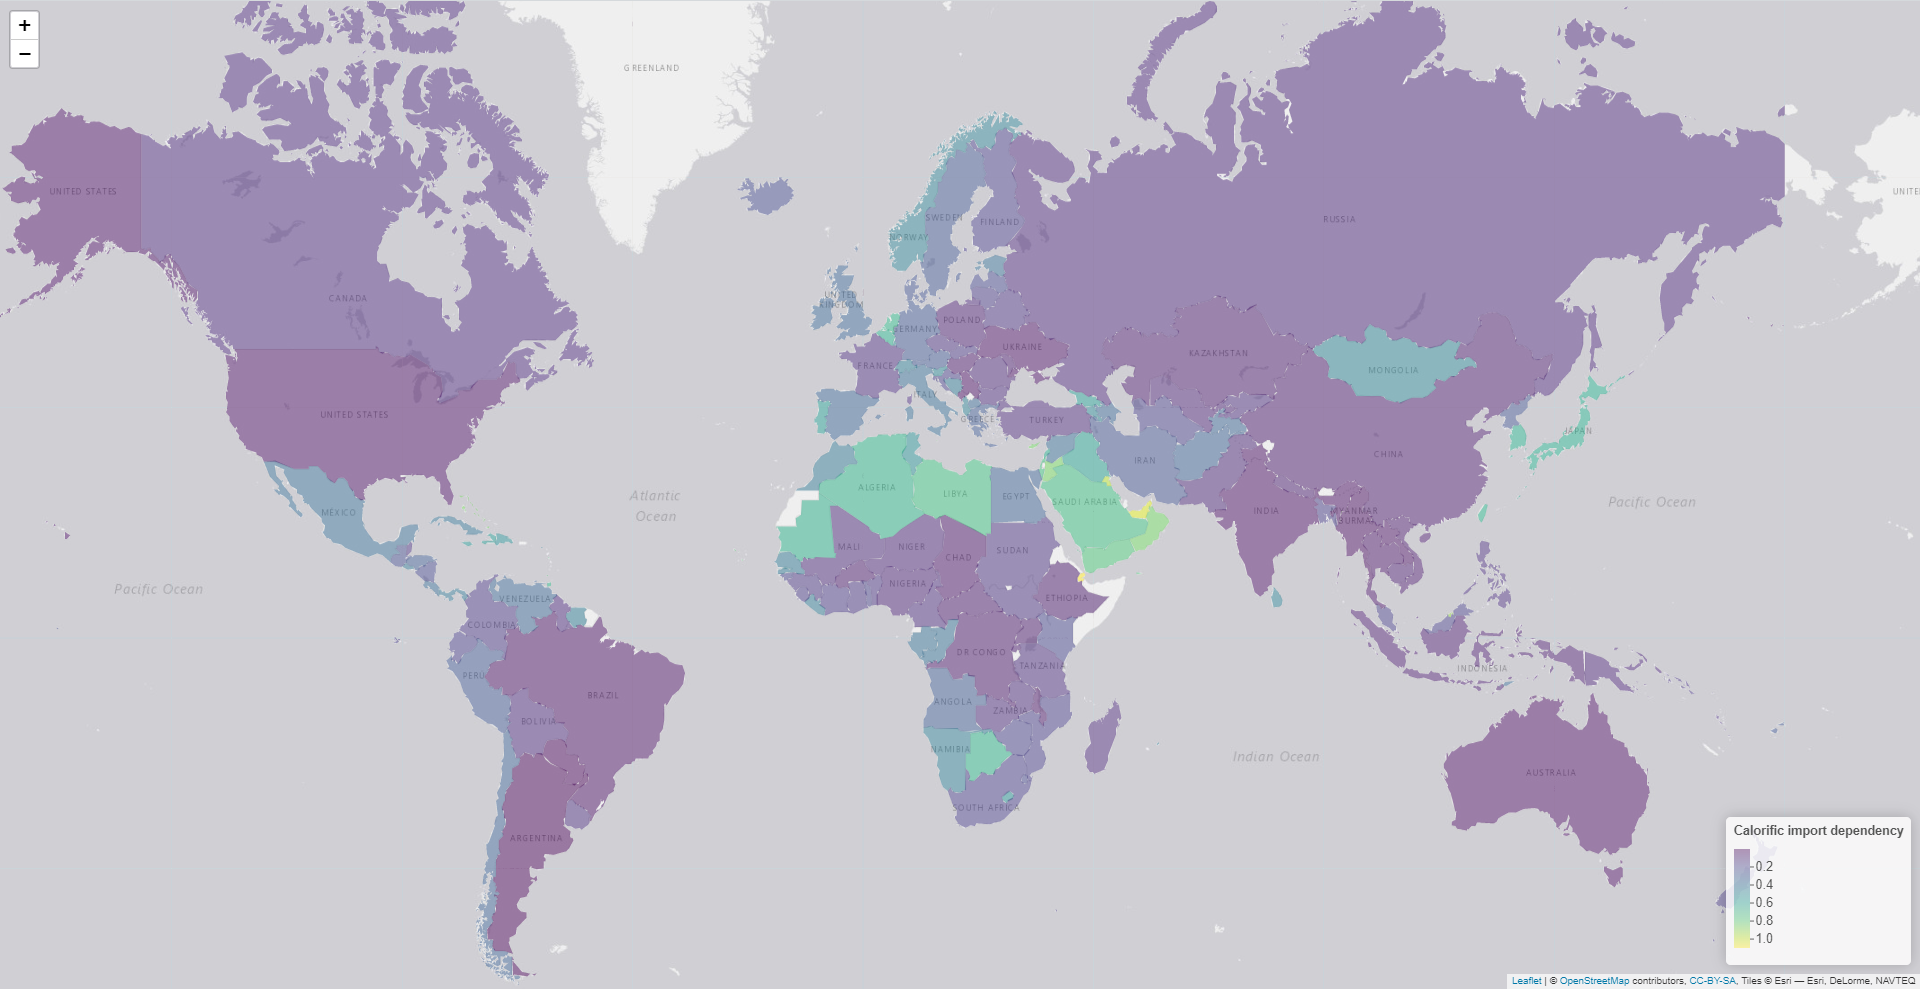 +
−
GREENLAND
UNITED STATES
UNITE
RUSSIA
SWEDEN
FINLAND
NORWAY
CANADA
UNITED
KINGDOM
POLAND
GERMANY
UKRAINE
KAZAKHSTAN
FRANCE
MONGOLIA
ITALY
UNITED STATES
GREECE
TURKEY
JAPAN
CHINA
IRAN
ALGERIA
LIBYA
EGYPT
SAUDI ARABIA
Atlantic
Ocean
Pacific Ocean
MEXICO
INDIA
MYANMAR
BURMA
MALI
NIGER
CHAD
SUDAN
NIGERIA
Pacific Ocean
VENEZUELA
ETHIOPIA
COLOMBIA
DR CONGO
TANZANIA
INDONESIA
PERU
BRAZIL
ANGOLA
ZAMBIA
BOLIVIA
NAMIBIA
Indian Ocean
AUSTRALIA
SOUTH AFRICA
ARGENTINA
Calorific import dependency
0.2
0.4
0.6
0.8
1.0
Leaflet | © OpenStreetMap contributors, CC-BY-SA, Tiles © Esri — Esri, DeLorme, NAVTEQ